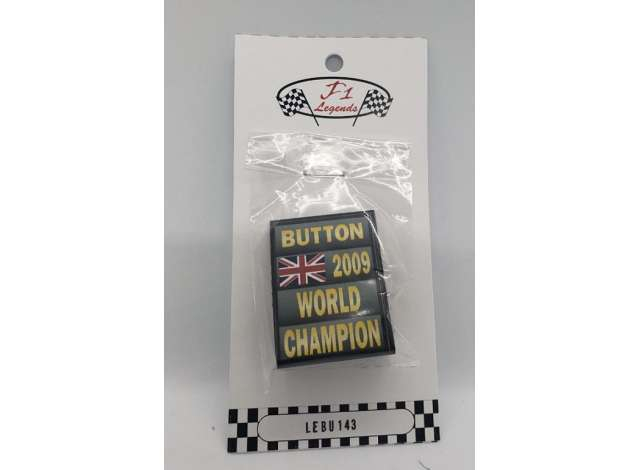 F1
Legends
BUTTON
2009
WORLD
CHAMPION
LEBU143